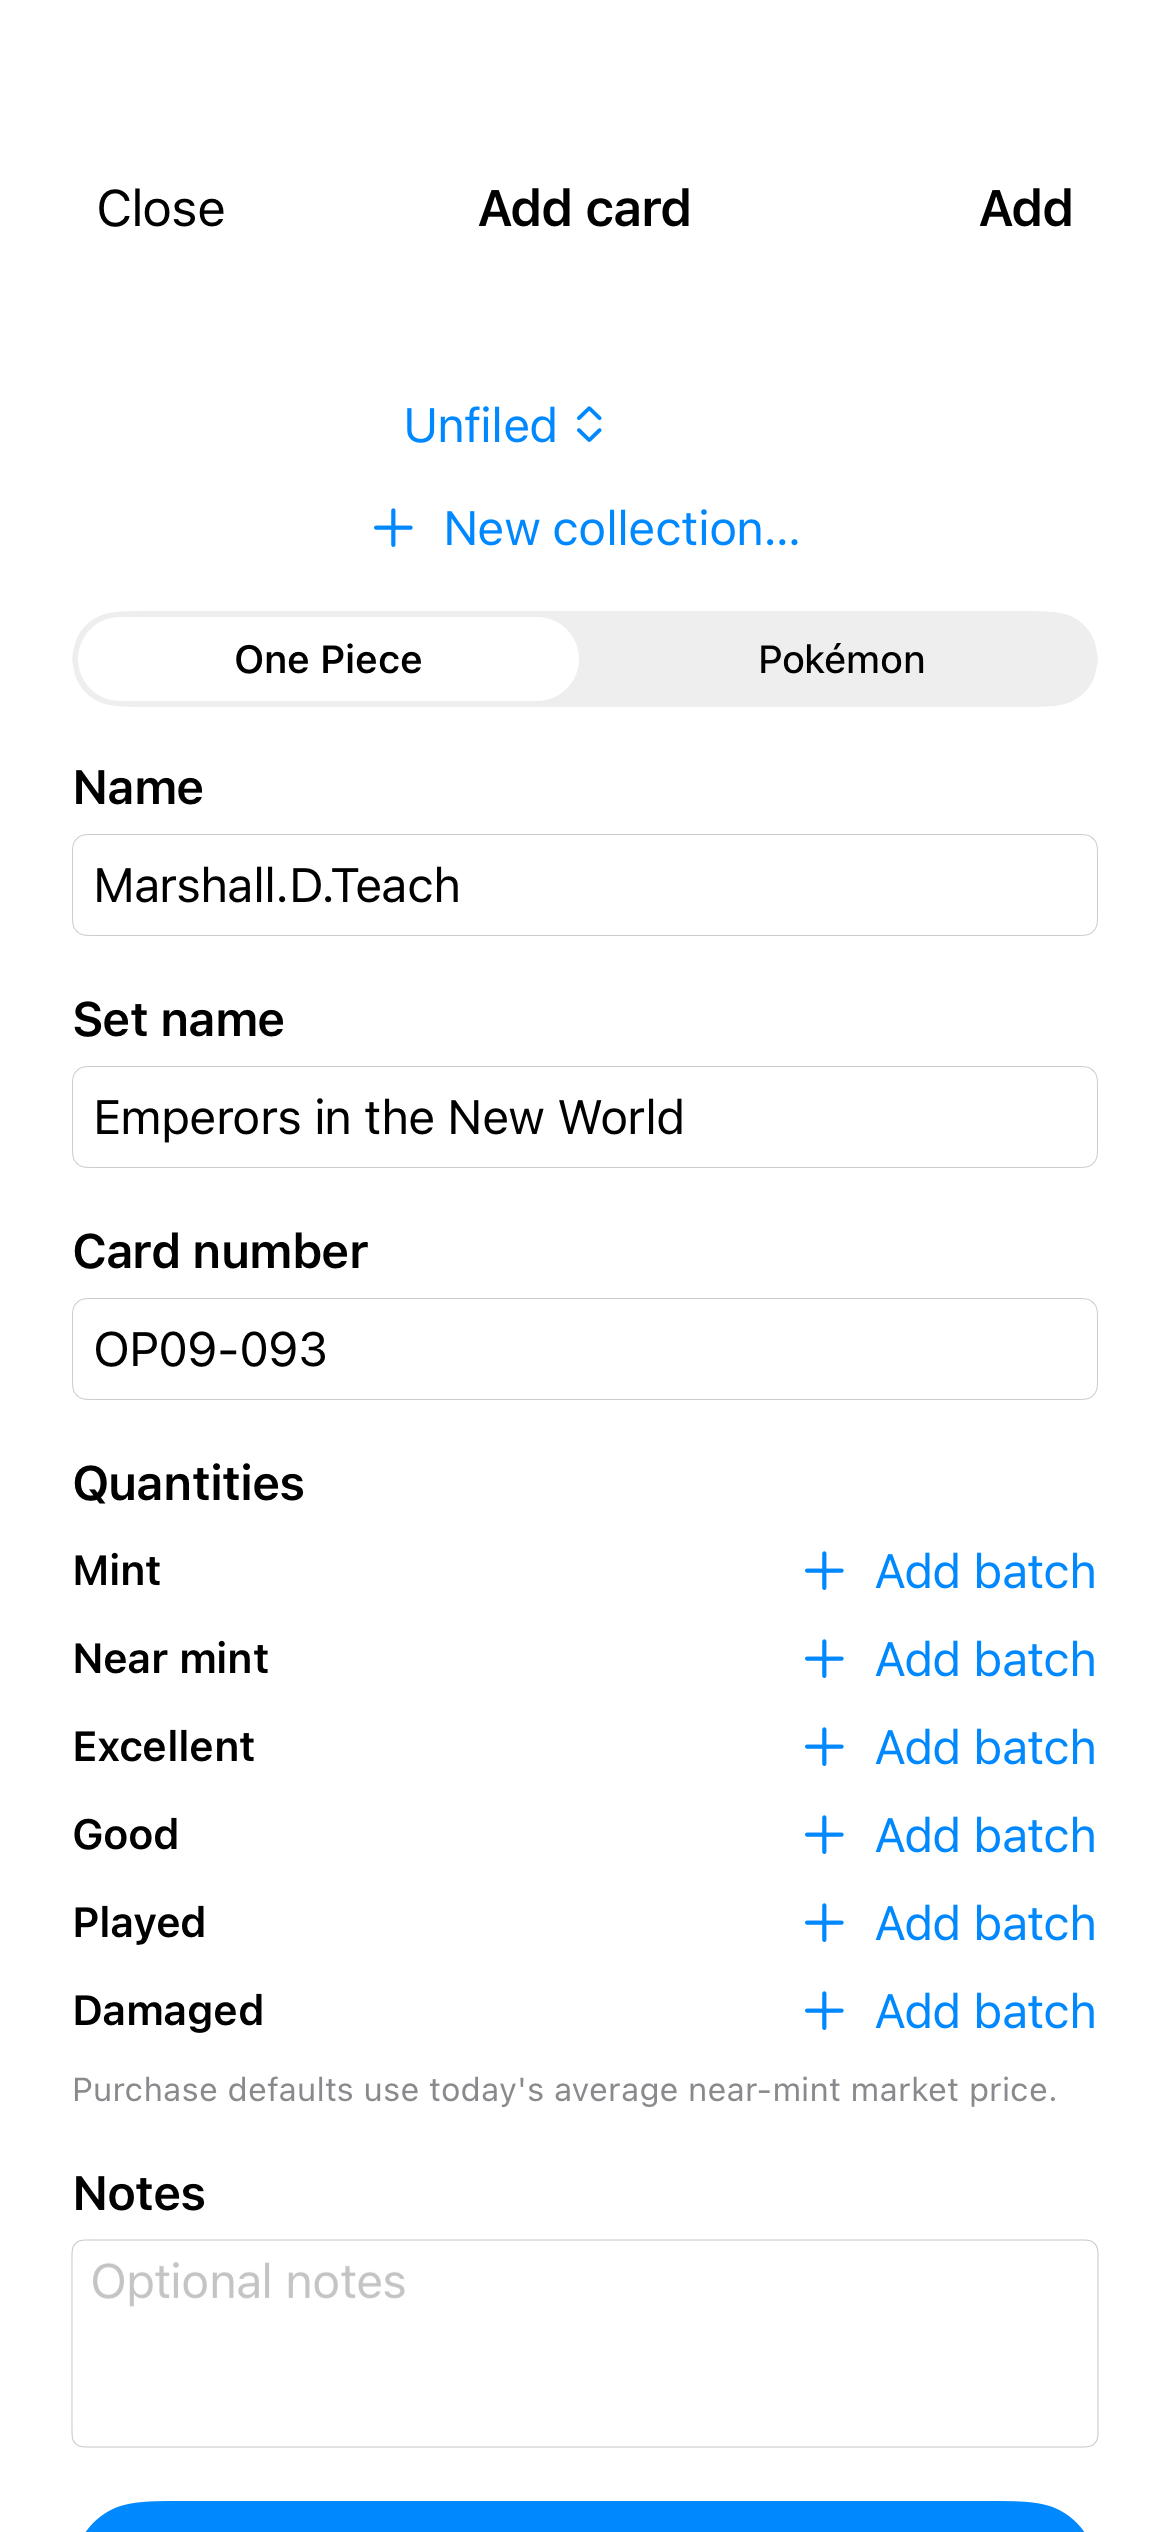 Close
Add card
Add
Unfiled
New collection...
One Piece
Pokémon
Name
Marshall.D.Teach
Set name
Emperors in the New World
Card number
OP09-093
Quantities
Mint
Add batch
Near mint
Add batch
Excellent
Add batch
Good
Add batch
Played
Add batch
Damaged
Add batch
Purchase defaults use today's average near-mint market price.
Notes
Optional notes